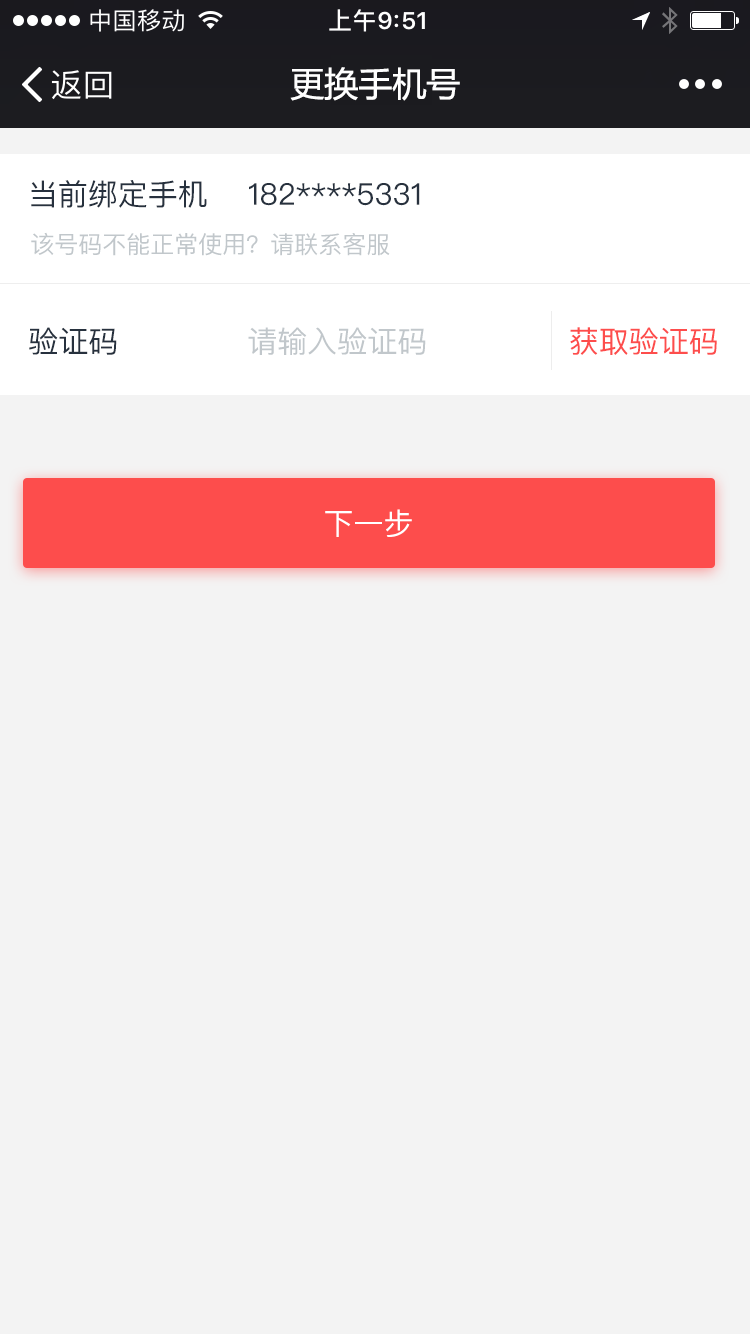 中国移动 上午9:51
返回 更换手机号
当前绑定手机 182****5331
该号码不能正常使用？请联系客服
验证码 请输入验证码 获取验证码
下一步